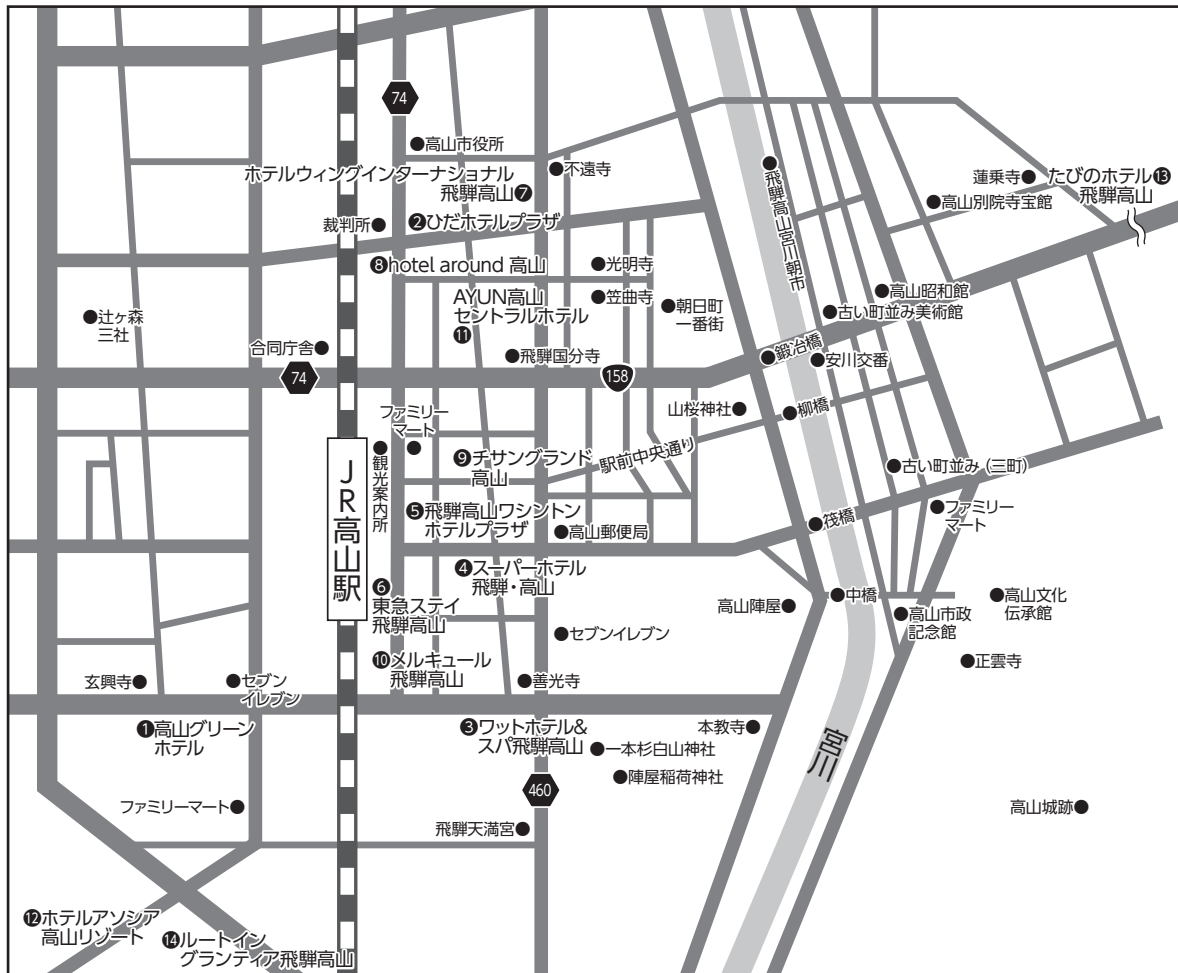 74
高山市役所
ホテルウィングインターナショナル
飛騨高山❼
不遠寺
蓮乗寺
たびのホテル⓭
飛騨高山
高山別院寺宝館
飛騨高山宮川朝市
裁判所
❷ひだホテルプラザ
❽hotel around 高山
光明寺
AYUN高山
セントラルホテル
⓫
笠曲寺
朝日町
一番街
高山昭和館
古い町並み美術館
辻ヶ森
三社
合同庁舎
飛騨国分寺
鍛冶橋
安川交番
74
158
山桜神社
柳橋
ファミリー
マート
駅前中央通り
観光案内所
❾チサングランド
高山
古い町並み（三町）
JR高山駅
❺飛騨高山ワシントン
ホテルプラザ
高山郵便局
筏橋
ファミリー
マート
❹スーパーホテル
飛騨・高山
❻
東急ステイ
飛騨高山
高山陣屋
中橋
高山市政
記念館
高山文化
伝承館
セブンイレブン
正雲寺
❿メルキュール
飛騨高山
善光寺
玄興寺
セブン
イレブン
❶高山グリーン
ホテル
❸ワットホテル&
スパ飛騨高山
本教寺
一本杉白山神社
宮川
陣屋稲荷神社
460
ファミリーマート
高山城跡
飛騨天満宮
⓬ホテルアソシア
高山リゾート
⓮ルートイン
グランティア飛騨高山